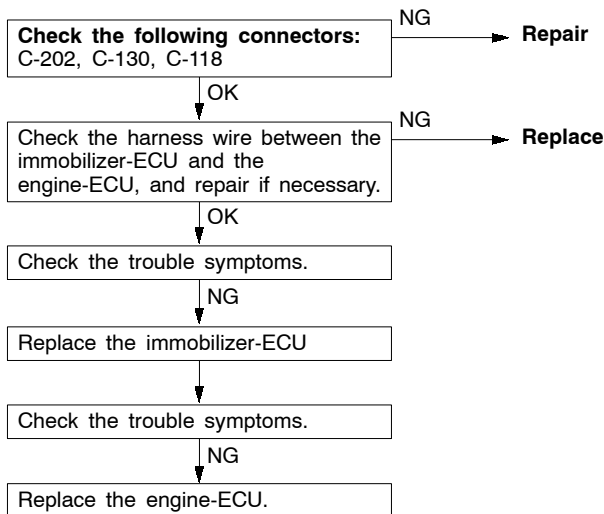 Check the following connectors:
C-202, C-130, C-118
NG
Repair
OK
Check the harness wire between the
immobilizer-ECU and the
engine-ECU, and repair if necessary.
NG
Replace
OK
Check the trouble symptoms.
NG
Replace the immobilizer-ECU
Check the trouble symptoms.
NG
Replace the engine-ECU.